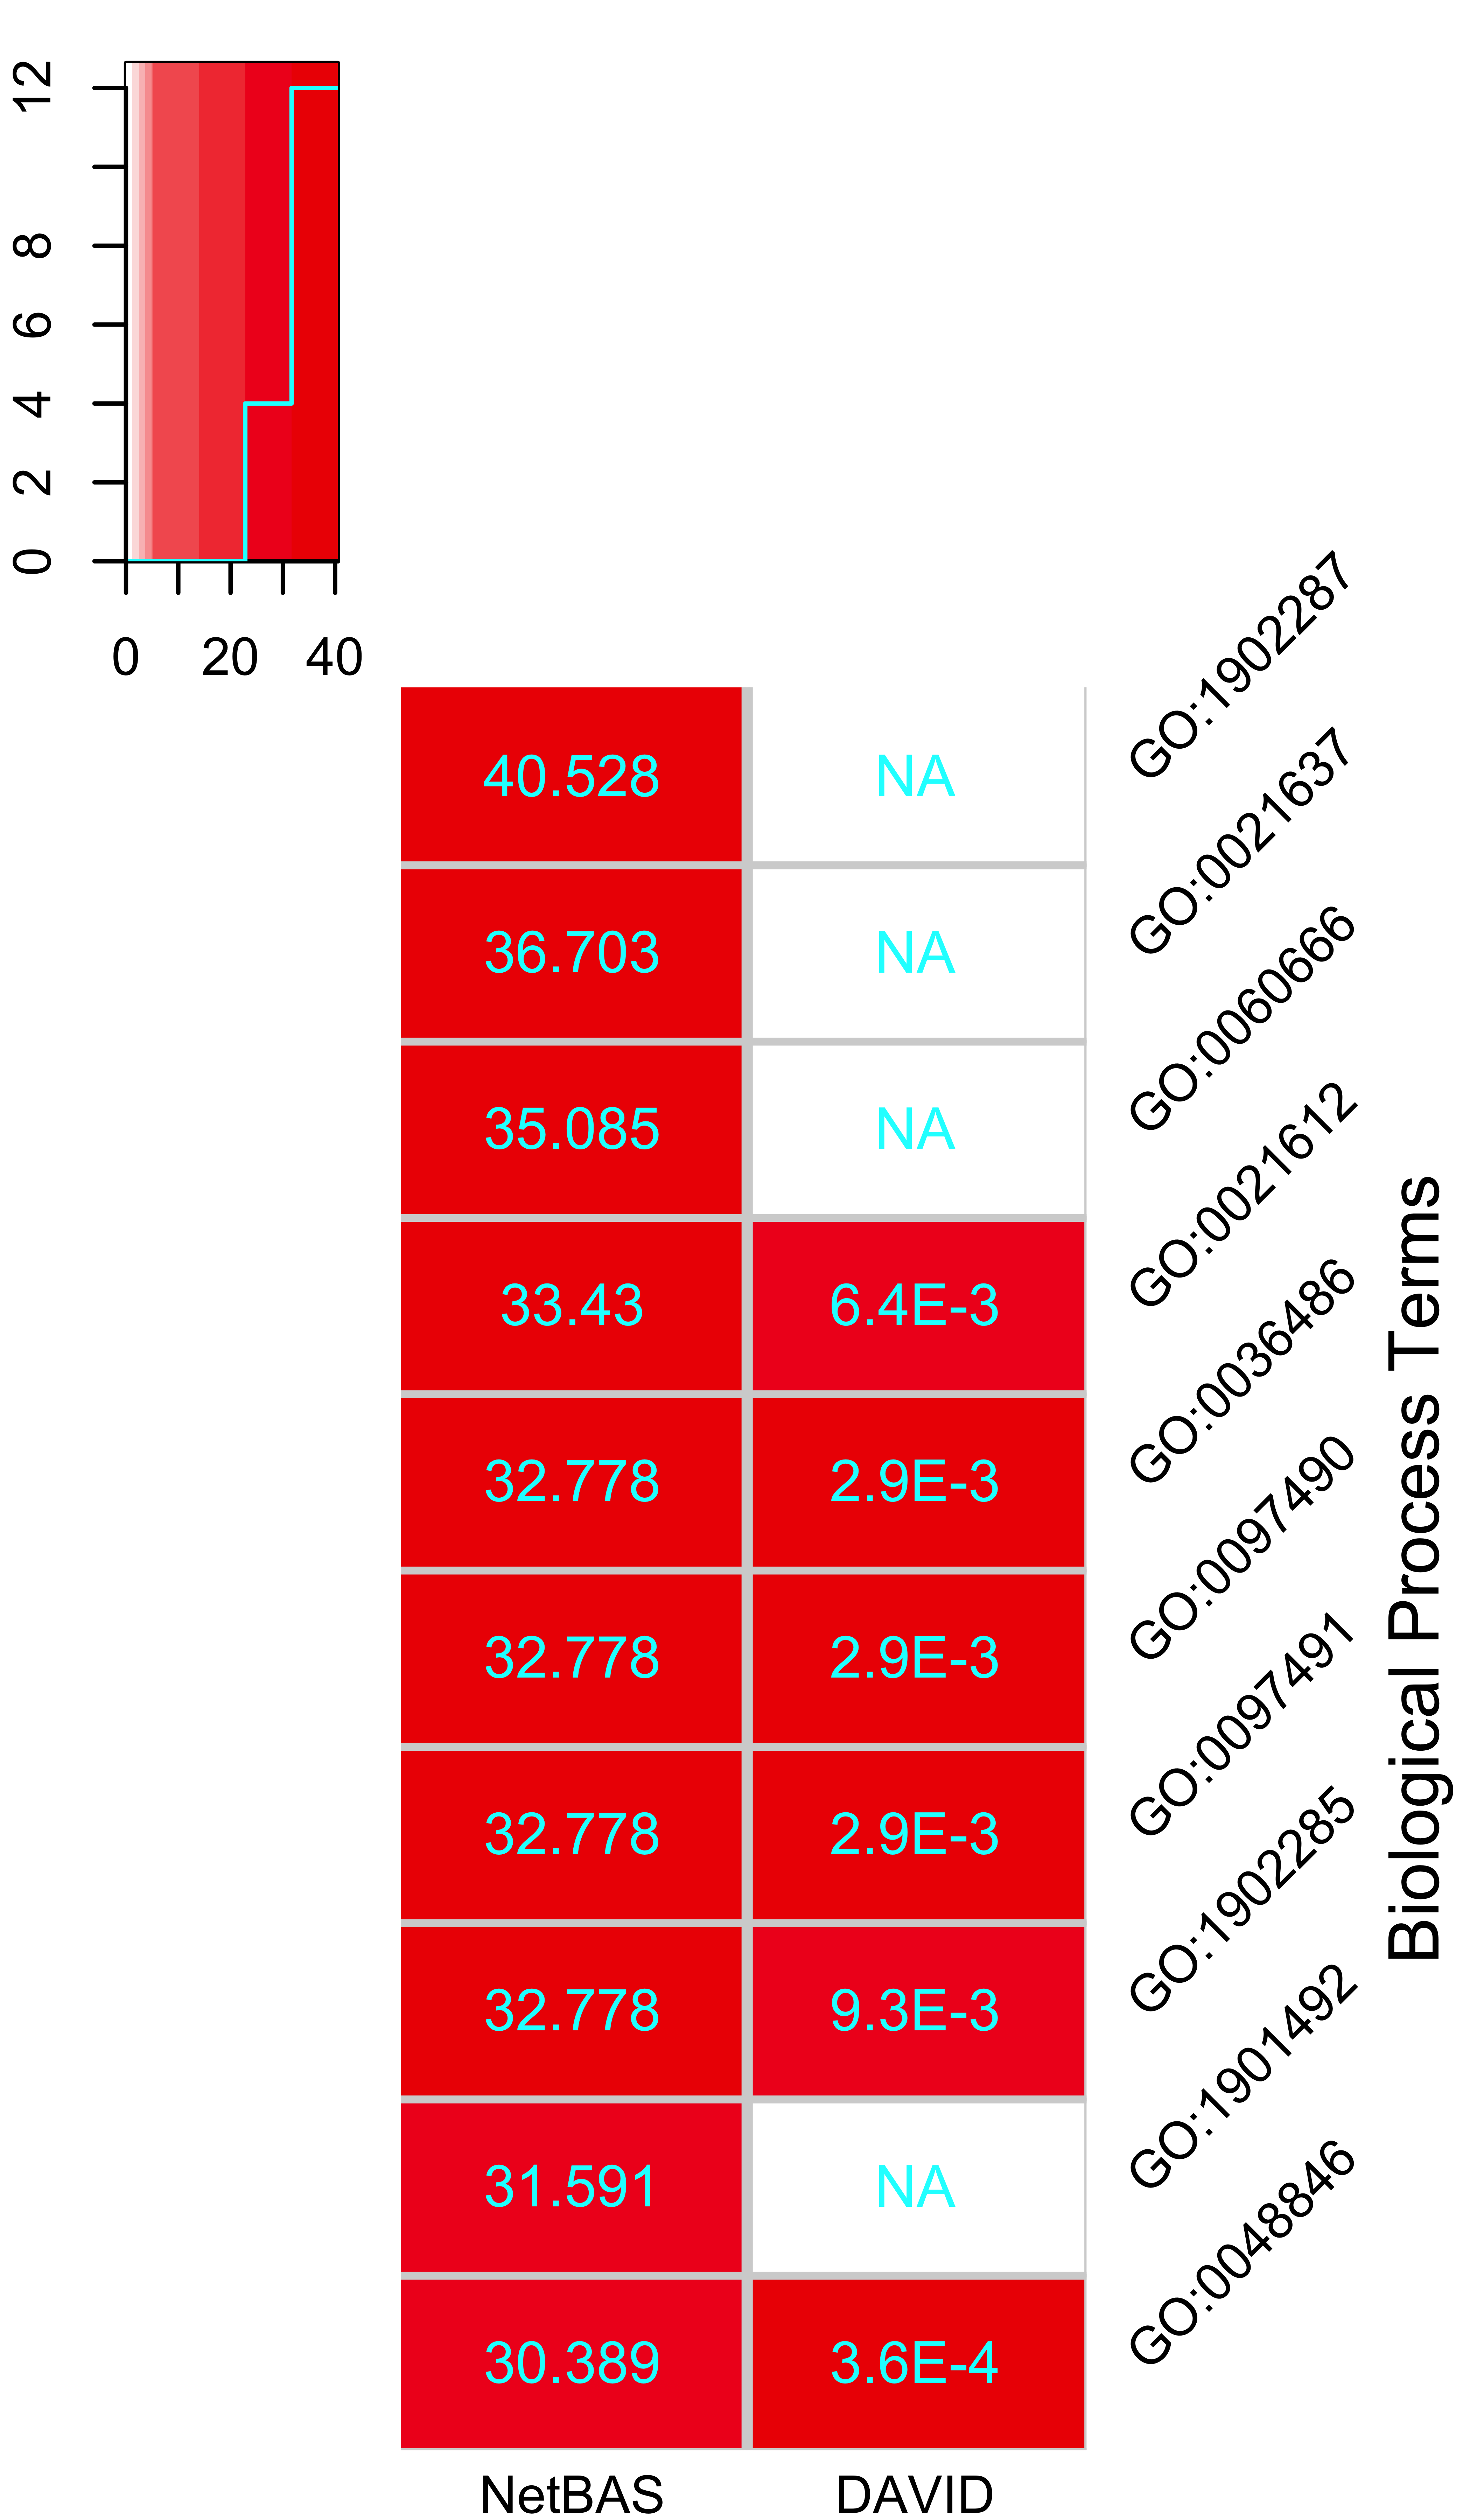 12
8
6
4
2
0
0 20 40
40.528 NA GO:1902287
36.703 NA GO:0021637
35.085 NA GO:0060666
33.43 6.4E-3 GO:0021612
32.778 2.9E-3 GO:0036486
32.778 2.9E-3 GO:0097490
32.778 2.9E-3 GO:0097491
32.778 9.3E-3 GO:1902285
31.591 NA GO:1901492
30.389 3.6E-4 GO:0048846
NetBAS DAVID
Biological Process Terms